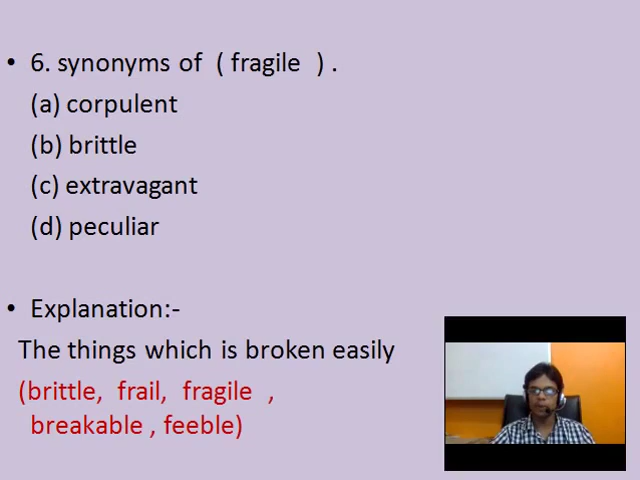 • 6. synonyms of ( fragile ) .
(a) corpulent
(b) brittle
(c) extravagant
(d) peculiar
• Explanation:-
The things which is broken easily
(brittle, frail, fragile ,
breakable , feeble)